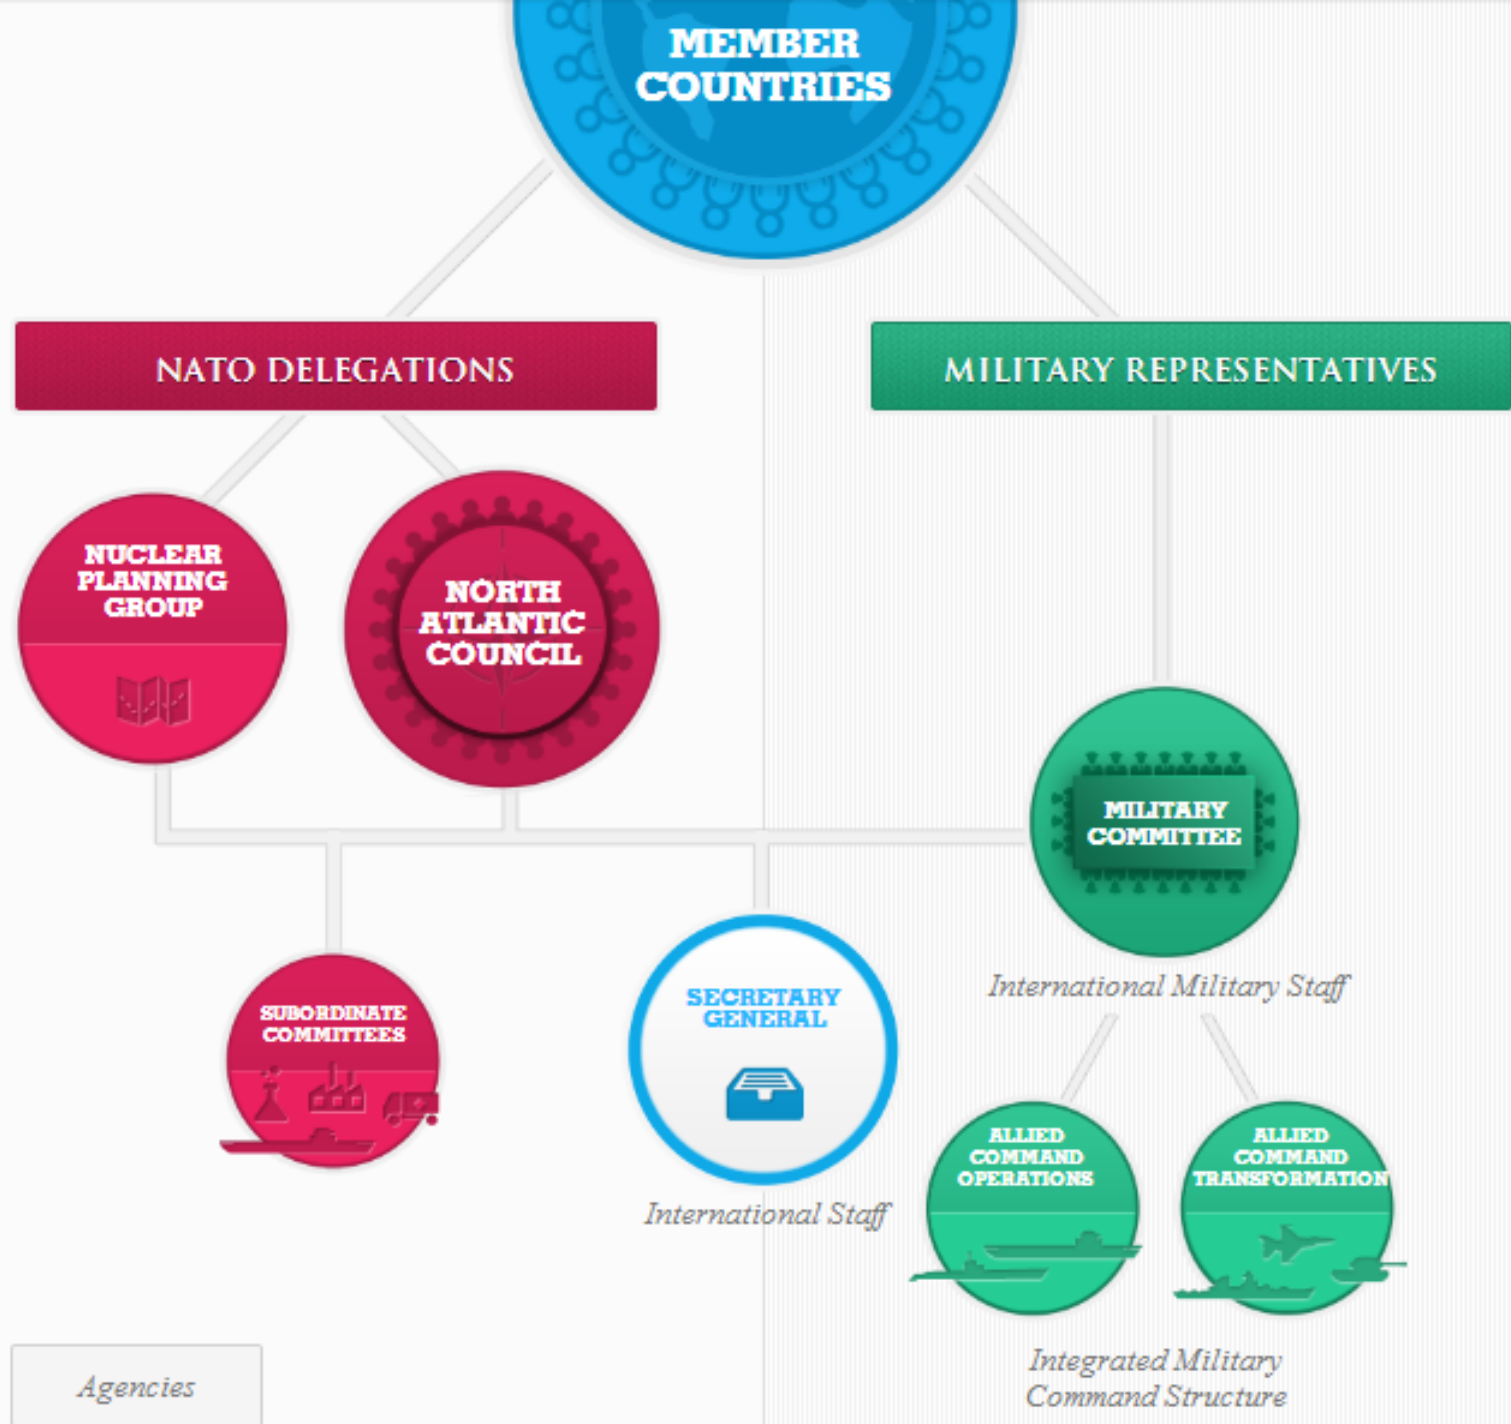 MEMBER
COUNTRIES
NATO DELEGATIONS
MILITARY REPRESENTATIVES
NUCLEAR
PLANNING
GROUP
NORTH
ATLANTIC
COUNCIL
MILITARY
COMMITTEE
International Military Staff
SUBORDINATE
COMMITTEES
SECRETARY
GENERAL
International Staff
ALLIED
COMMAND
OPERATIONS
ALLIED
COMMAND
TRANSFORMATION
Integrated Military
Command Structure
Agencies